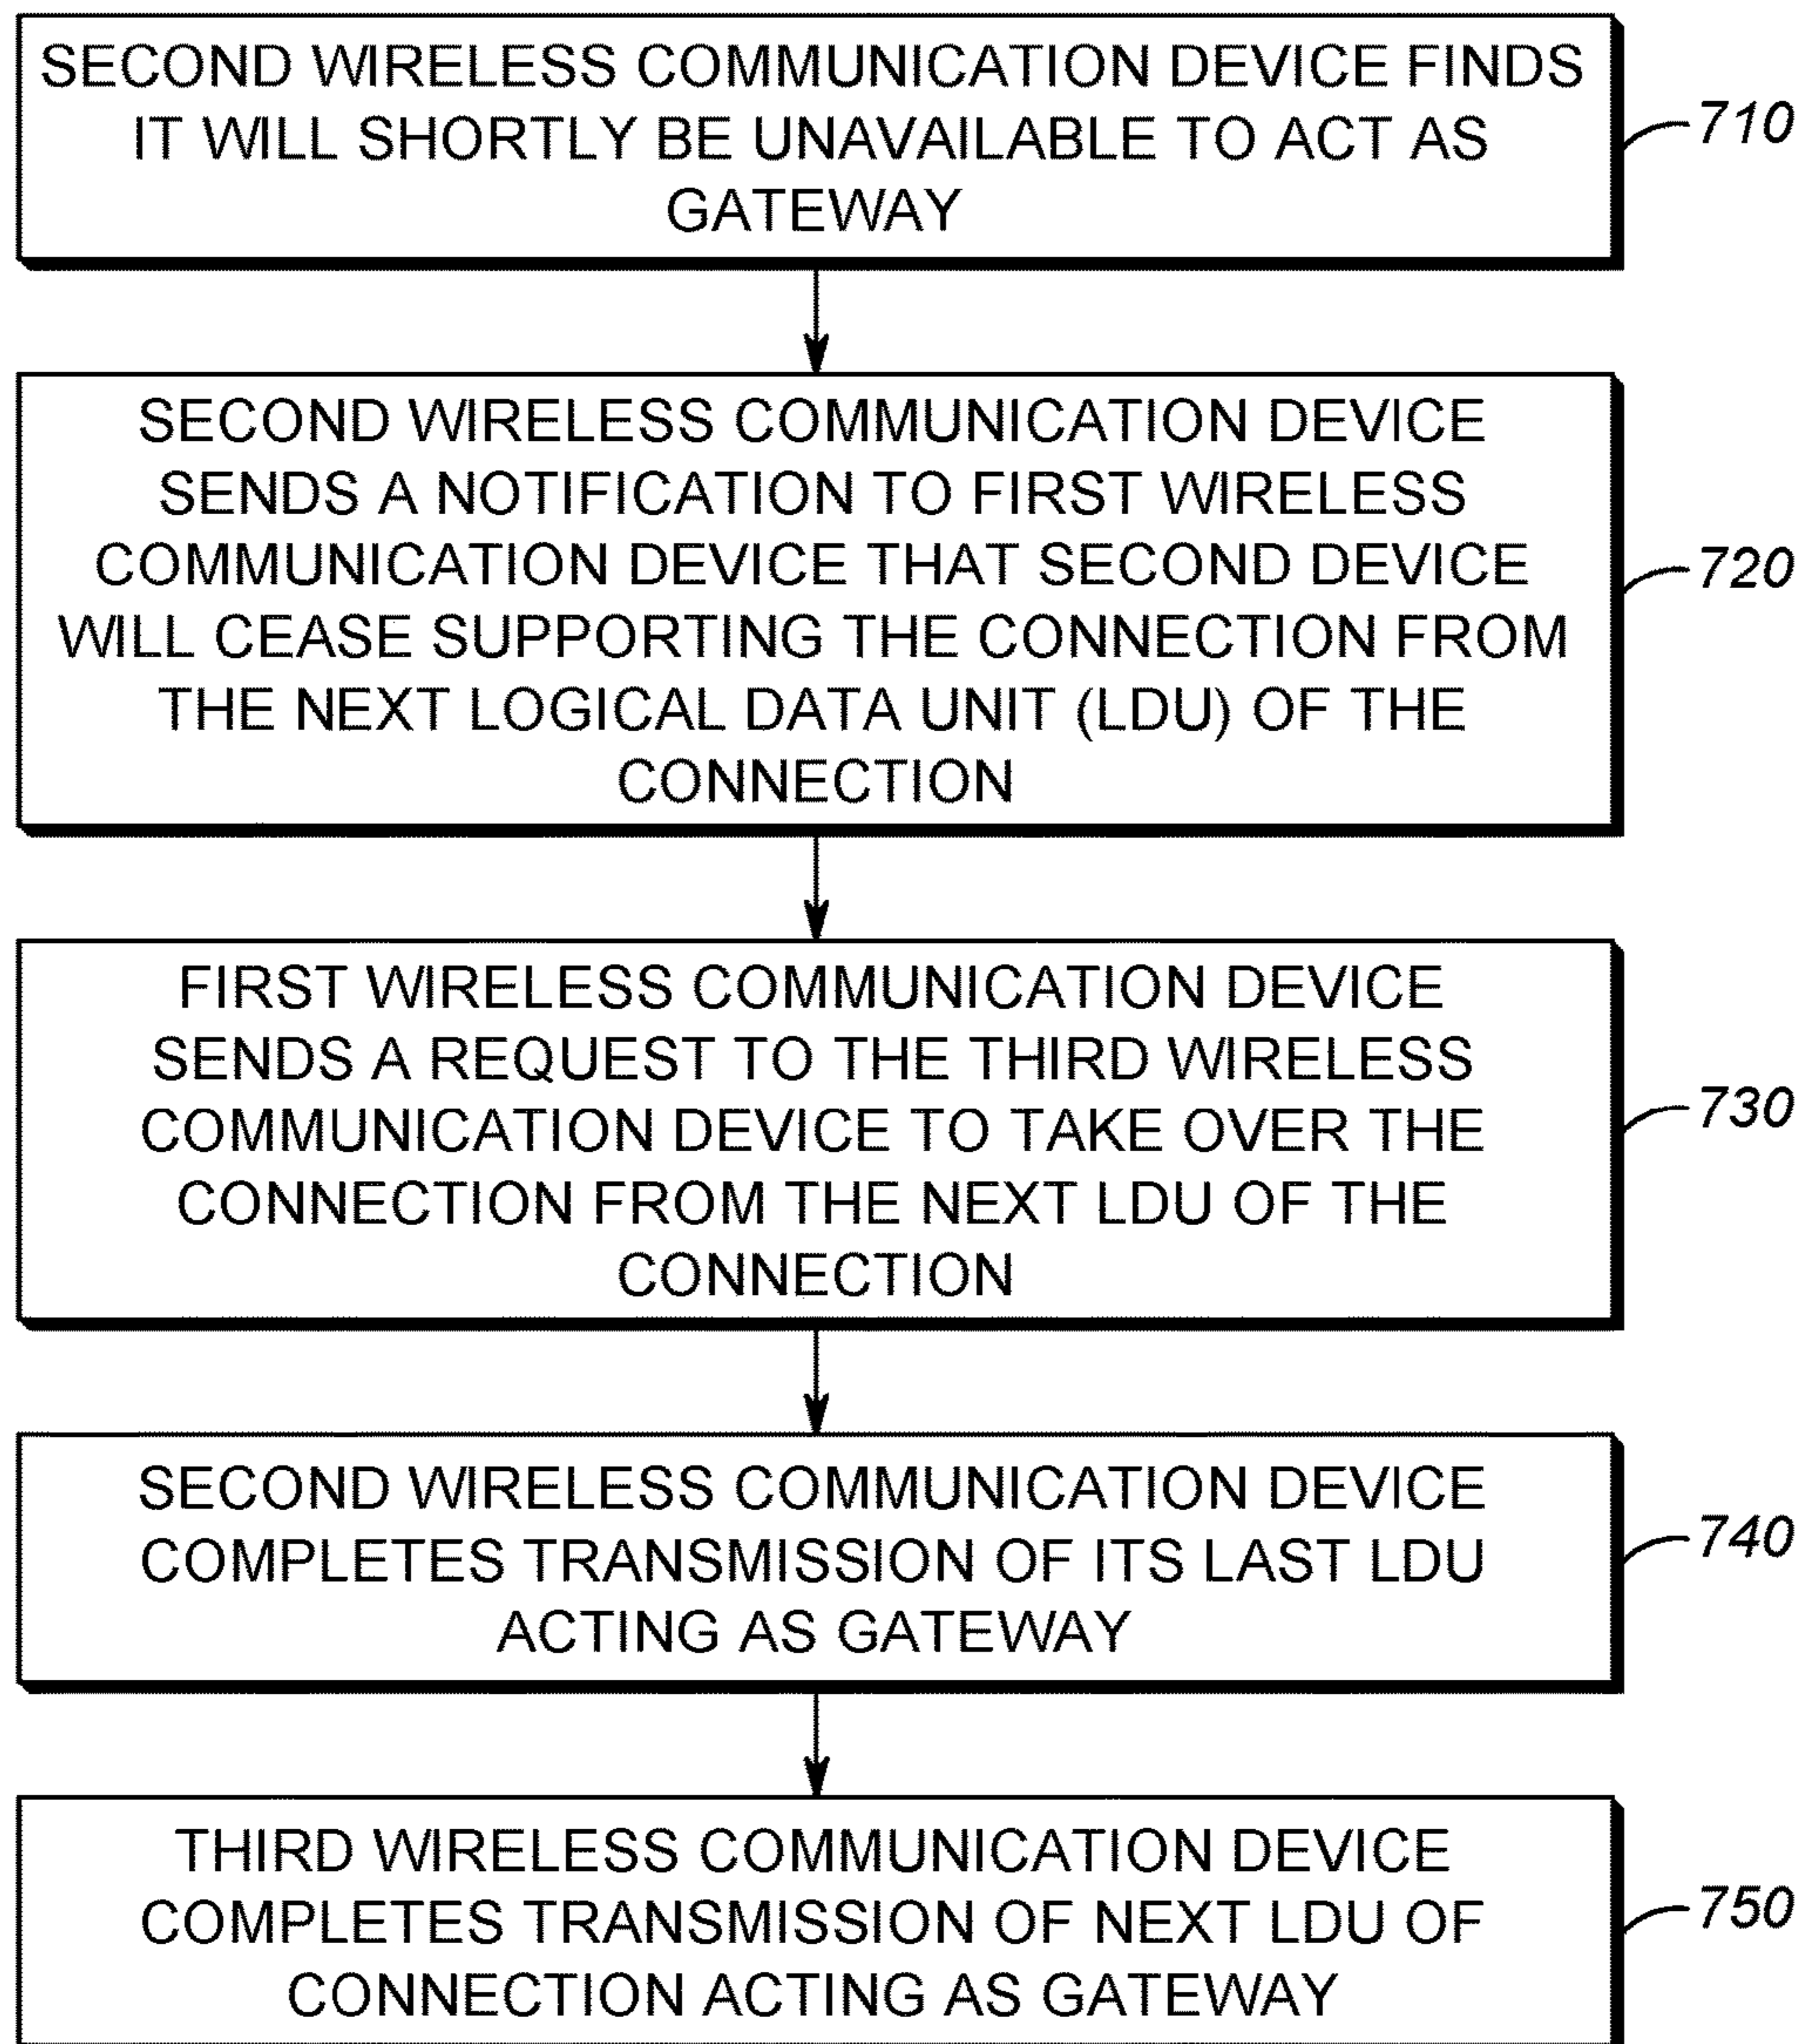 SECOND WIRELESS COMMUNICATION DEVICE FINDS
IT WILL SHORTLY BE UNAVAILABLE TO ACT AS
GATEWAY
710
SECOND WIRELESS COMMUNICATION DEVICE
SENDS A NOTIFICATION TO FIRST WIRELESS
COMMUNICATION DEVICE THAT SECOND DEVICE
WILL CEASE SUPPORTING THE CONNECTION FROM
THE NEXT LOGICAL DATA UNIT (LDU) OF THE
CONNECTION
720
FIRST WIRELESS COMMUNICATION DEVICE
SENDS A REQUEST TO THE THIRD WIRELESS
COMMUNICATION DEVICE TO TAKE OVER THE
CONNECTION FROM THE NEXT LDU OF THE
CONNECTION
730
SECOND WIRELESS COMMUNICATION DEVICE
COMPLETES TRANSMISSION OF ITS LAST LDU
ACTING AS GATEWAY
740
THIRD WIRELESS COMMUNICATION DEVICE
COMPLETES TRANSMISSION OF NEXT LDU OF
CONNECTION ACTING AS GATEWAY
750